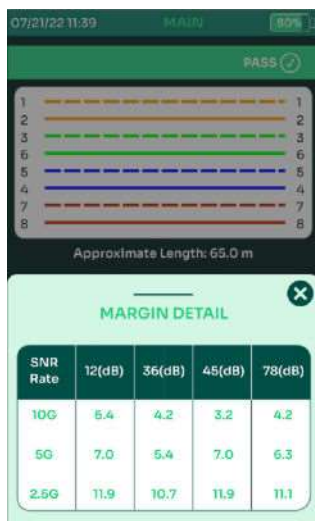 07/21/22 11:39 MAIN 80%
PASS
1 1
2 2
3 3
6 6
5 5
4 4
7 7
8 8
Approximate Length: 65.0 m
MARGIN DETAIL
SNR Rate 12(dB) 36(dB) 45(dB) 78(dB)
10G 6.4 4.2 3.2 4.2
5G 7.0 5.4 7.0 6.3
2.5G 11.9 10.7 11.9 11.1